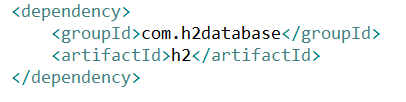 <dependency>
    <groupId>com.h2database</groupId>
    <artifactId>h2</artifactId>
</dependency>